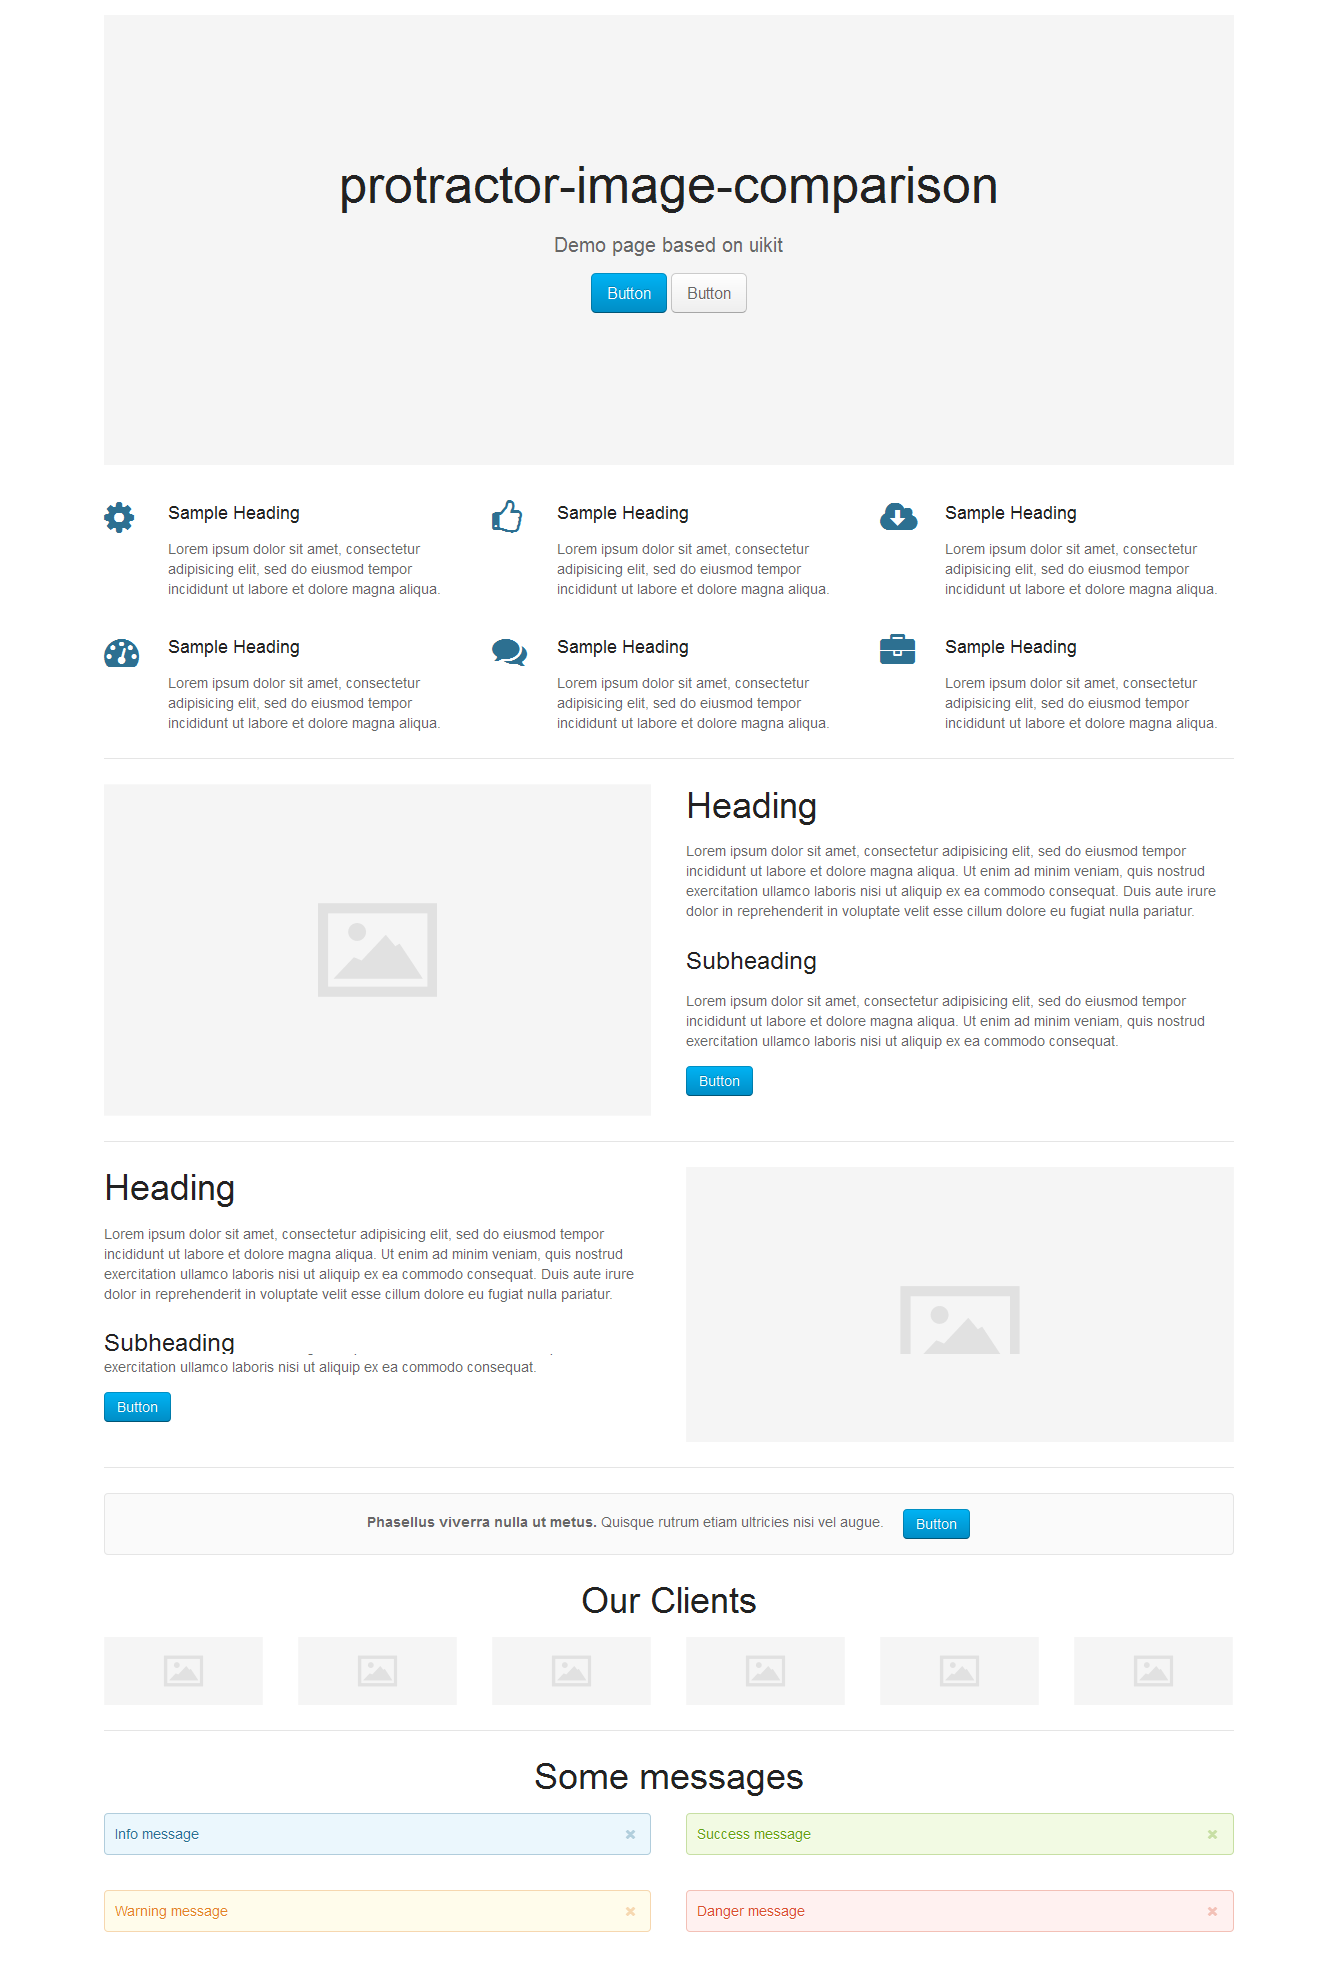 protractor-image-comparison
Demo page based on uikit
Button Button
Sample Heading
Lorem ipsum dolor sit amet, consectetur
adipisicing elit, sed do eiusmod tempor
incididunt ut labore et dolore magna aliqua.
Sample Heading
Lorem ipsum dolor sit amet, consectetur
adipisicing elit, sed do eiusmod tempor
incididunt ut labore et dolore magna aliqua.
Sample Heading
Lorem ipsum dolor sit amet, consectetur
adipisicing elit, sed do eiusmod tempor
incididunt ut labore et dolore magna aliqua.
Sample Heading
Lorem ipsum dolor sit amet, consectetur
adipisicing elit, sed do eiusmod tempor
incididunt ut labore et dolore magna aliqua.
Sample Heading
Lorem ipsum dolor sit amet, consectetur
adipisicing elit, sed do eiusmod tempor
incididunt ut labore et dolore magna aliqua.
Sample Heading
Lorem ipsum dolor sit amet, consectetur
adipisicing elit, sed do eiusmod tempor
incididunt ut labore et dolore magna aliqua.
Heading
Lorem ipsum dolor sit amet, consectetur adipisicing elit, sed do eiusmod tempor
incididunt ut labore et dolore magna aliqua. Ut enim ad minim veniam, quis nostrud
exercitation ullamco laboris nisi ut aliquip ex ea commodo consequat. Duis aute irure
dolor in reprehenderit in voluptate velit esse cillum dolore eu fugiat nulla pariatur.
Subheading
Lorem ipsum dolor sit amet, consectetur adipisicing elit, sed do eiusmod tempor
incididunt ut labore et dolore magna aliqua. Ut enim ad minim veniam, quis nostrud
exercitation ullamco laboris nisi ut aliquip ex ea commodo consequat.
Button
Heading
Lorem ipsum dolor sit amet, consectetur adipisicing elit, sed do eiusmod tempor
incididunt ut labore et dolore magna aliqua. Ut enim ad minim veniam, quis nostrud
exercitation ullamco laboris nisi ut aliquip ex ea commodo consequat. Duis aute irure
dolor in reprehenderit in voluptate velit esse cillum dolore eu fugiat nulla pariatur.
Subheading
exercitation ullamco laboris nisi ut aliquip ex ea commodo consequat.
Button
Phasellus viverra nulla ut metus. Quisque rutrum etiam ultricies nisi vel augue. Button
Our Clients
Some messages
Info message
Success message
Warning message
Danger message